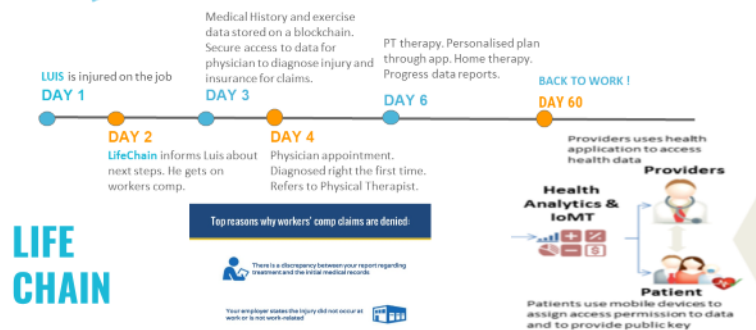 Medical History and exercise
data stored on a blockchain.
Secure access to data for
physician to diagnose injury and
insurance for claims.
PT therapy. Personalised plan
through app. Home therapy.
Progress data reports.
LUIS is injured on the job
BACK TO WORK !
DAY 1
DAY 3
DAY 6
DAY 60
DAY 2
DAY 4
LifeChain informs Luis about
next steps. He gets on
workers comp.
Physician appointment.
Diagnosed right the first time.
Refers to Physical Therapist.
Providers uses health
application to access
health data
Providers
Health
Analytics &
IoMT
Top reasons why workers' comp claims are denied:
There is a discrepancy between your report regarding
treatment and the initial medical records
Your employer states the injury did not occur at
work or is not work-related
LIFE
CHAIN
Patient
Patients use mobile devices to
assign access permission to data
and to provide public key